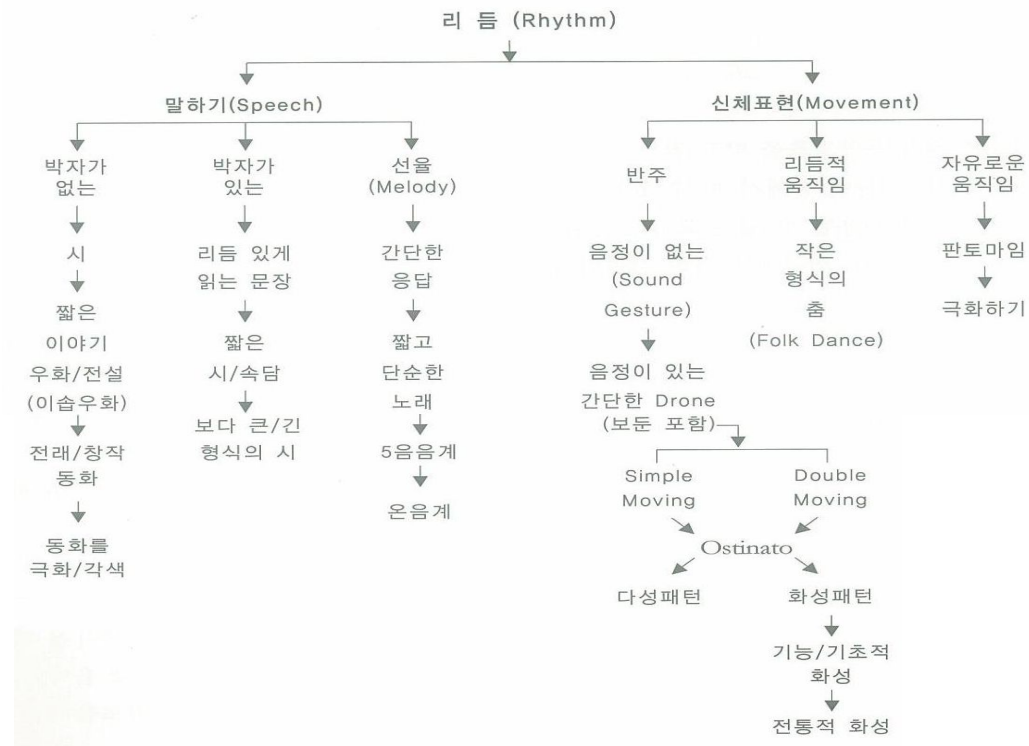 리 듬 (Rhythm)
말하기(Speech)
신체표현(Movement)
박자가
없는
시
짧은
이야기
우화/전설
(이솝우화)
전래/창작
동화
동화를
극화/각색
박자가
있는
리듬 있게
읽는 문장
짧은
시/속담
보다 큰/긴
형식의 시
선율
(Melody)
간단한
응답
짧고
단순한
노래
5음음계
온음계
반주
음정이 없는
(Sound
Gesture)
음정이 있는
간단한 Drone
(보둔 포함)
Simple
Moving
Double
Moving
Ostinato
다성패턴
화성패턴
기능/기초적
화성
전통적 화성
리듬적
움직임
작은
형식의
춤
(Folk Dance)
자유로운
움직임
판토마임
극화하기